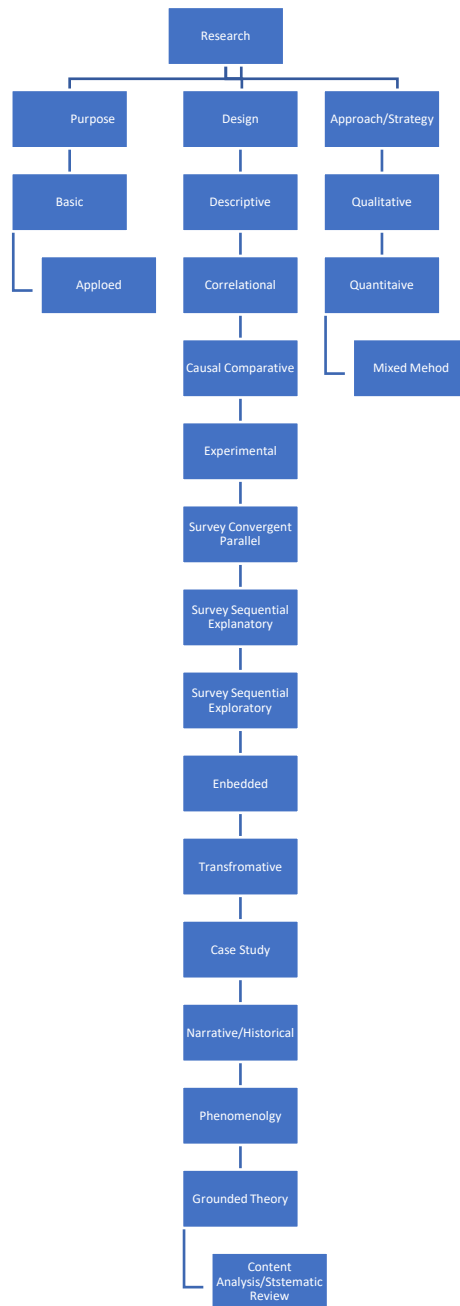 Research
Purpose
Design
Approach/Strategy
Basic
Descriptive
Qualitative
Apploed
Correlational
Quantitaive
Causal Comparative
Mixed Mehod
Experimental
Survey Convergent
Parallel
Survey Sequential
Explanatory
Survey Sequential
Exploratory
Enbedded
Transfromative
Case Study
Narrative/Historical
Phenomenolgy
Grounded Theory
Content
Analysis/Ststematic
Review